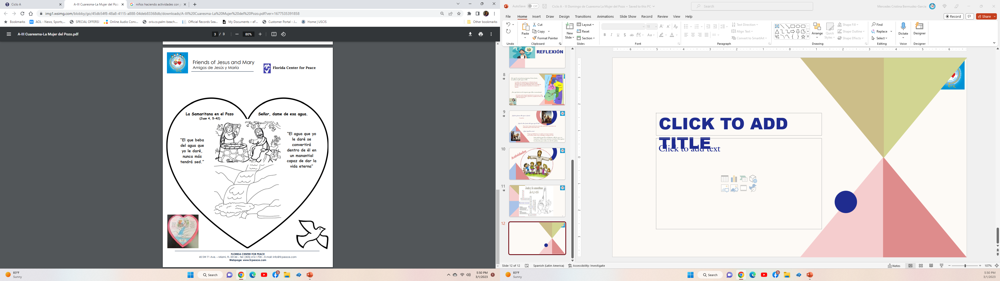 Ciclo A
A-III Cuaresma-La Mujer del Poz
niños haciendo actividades con j
img1.wsimg.com/blobby/go/45db54f8-48a8-4115-a888-04deb83368db/downloads/A-III%20Cuaresma-La%20Mujer%20del%20Pozo.pdf?ver=1677535391858
Bookmarks
AOL - News, Sports,...
SPECIAL OFFERS!
Online Audio Conv...
oris.co.palm-beach....
Official Records Sea...
My Documents – eF...
Customer Portal - J...
Home | USCIS
Other bookmarks
A-III Cuaresma-La Mujer del Pozo.pdf
3 / 3
80%
Friends of Jesus and Mary
Amigos de Jesús y María
Florida Center for Peace
La Samaritana en el Pozo
(Juan 4, 5-42)
Señor, dame de esa agua.
"El que beba
del agua que
yo le daré,
nunca más
tendrá sed."
"El agua que yo
le daré se
convertirá
dentro de él en
un manantial
capaz de dar la
vida eterna"
FLORIDA CENTER FOR PEACE
45 SW 71 Ave. – Miami, FL 33144 – Tel: (305) 412-1700 – E-mail: info@fcpeace.com
Webpage: www.fcpeace.com
83°F
Sunny
Search
5
5:50 PM
3/1/2023
1
AutoSave
Off
Ciclo A - III Domingo de Cuaresma La Mujer del Pozo • Saved to this PC
Search
Mercedes Cristina Bermudez-Garcia
File
Home
Insert
Draw
Design
Transitions
Animations
Slide Show
Record
Review
View
Help
Record
Share
Undo
Paste
Cut
Copy
Format Painter
Clipboard
New
Slide
Layout
Reset
Section
Slides
18
Font
Paragraph
Text Direction
Align Text
Convert to SmartArt
Arrange
Quick
Styles
Shape Fill
Shape Outline
Shape Effects
Drawing
Find
Replace
Select
Editing
Dictate
Voice
Designer
Designer
REFLEXIÓN
8
9
10
Actividades
11
Jesús y la samaritana
12
CLICK TO ADD
TITLE
Click to add text
Slide 12 of 12
Spanish (Latin America)
Accessibility: Investigate
Notes
107%
83°F
Sunny
Search
5
5:50 PM
3/1/2023